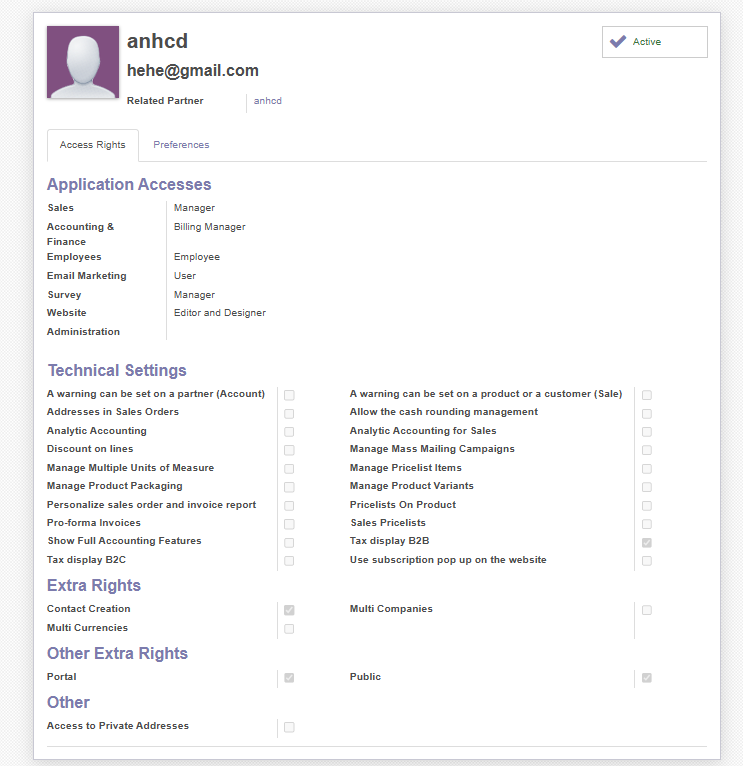 anhcd
Active
hehe@gmail.com
Related Partner anhcd
Access Rights Preferences
Application Accesses
Sales Manager
Accounting & Billing Manager
Finance
Employees Employee
Email Marketing User
Survey Manager
Website Editor and Designer
Administration
Technical Settings
A warning can be set on a partner (Account) A warning can be set on a product or a customer (Sale)
Addresses in Sales Orders Allow the cash rounding management
Analytic Accounting Analytic Accounting for Sales
Discount on lines Manage Mass Mailing Campaigns
Manage Multiple Units of Measure Manage Pricelist Items
Manage Product Packaging Manage Product Variants
Personalize sales order and invoice report Pricelists On Product
Pro-forma Invoices Sales Pricelists
Show Full Accounting Features Tax display B2B
Tax display B2C Use subscription pop up on the website
Extra Rights
Contact Creation Multi Companies
Multi Currencies
Other Extra Rights
Portal Public
Other
Access to Private Addresses